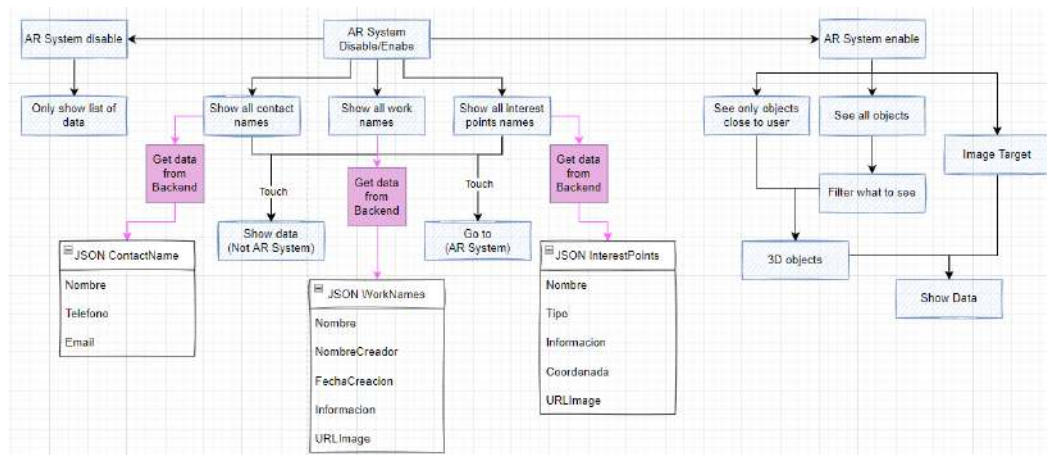 AR System disable
AR System
Disable/Enabe
AR System enable
Only show list of
data
Show all contact
names
Show all work
names
Show all interest
points names
See only objects
close to user
See all objects
Image Target
Get data
from
Backend
Get data
from
Backend
Get data
from
Backend
Touch
Touch
Filter what to see
Show data
(Not AR System)
Go to
(AR System)
3D objects
Show Data
JSON ContactName
Nombre
Telefono
Email
JSON WorkNames
Nombre
NombreCreador
FechaCreacion
Informacion
URLImage
JSON InterestPoints
Nombre
Tipo
Informacion
Coordenada
URLImage